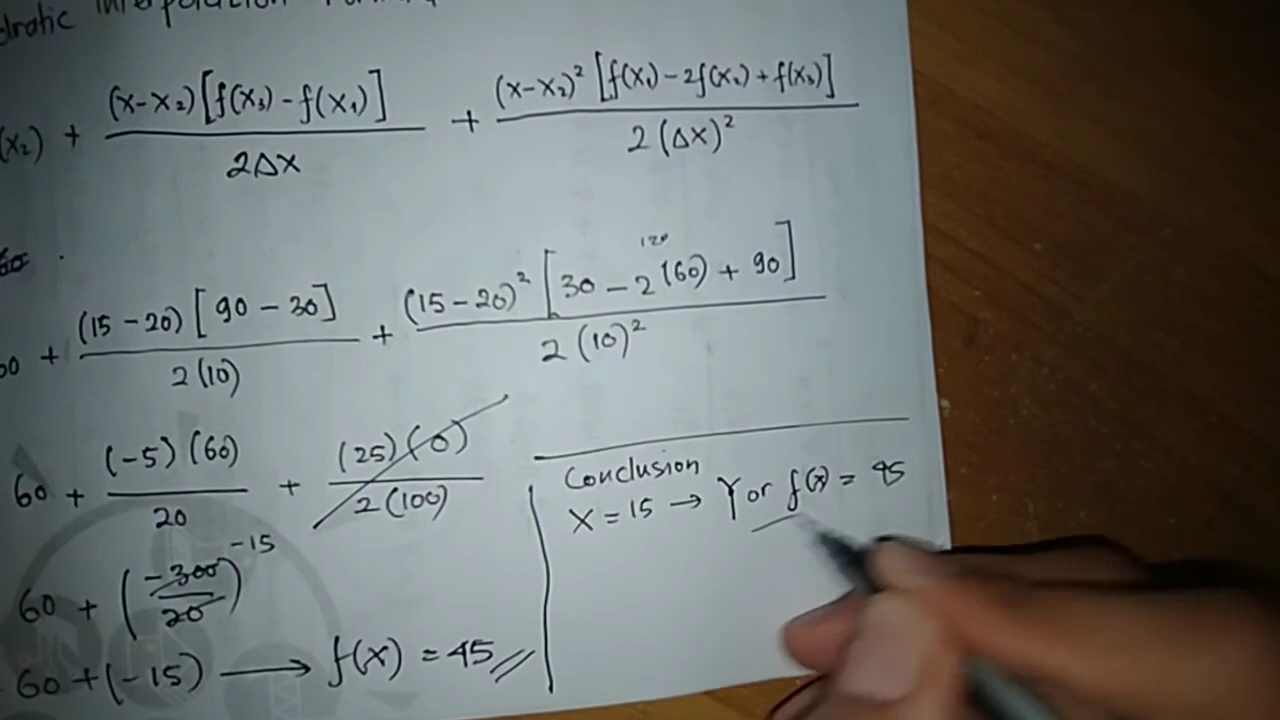 dratic Interpolation
(x₂) + (x-x₂)[f(x₃) - f(x₁)] / 2Δx + (x-x₂)² [f(x₁) - 2f(x₂) + f(x₃)] / 2(Δx)²
120
00 + (15-20)[90-30] / 2(10) + (15-20)² [30-2(60)+90] / 2(10)²
60 + (-5)(60) / 20 + (25)(0) / 2(100)
60 + (-300/20) -15
60 + (-15) → f(x) = 45
Conclusion
X = 15 → Y or f(x) = 45